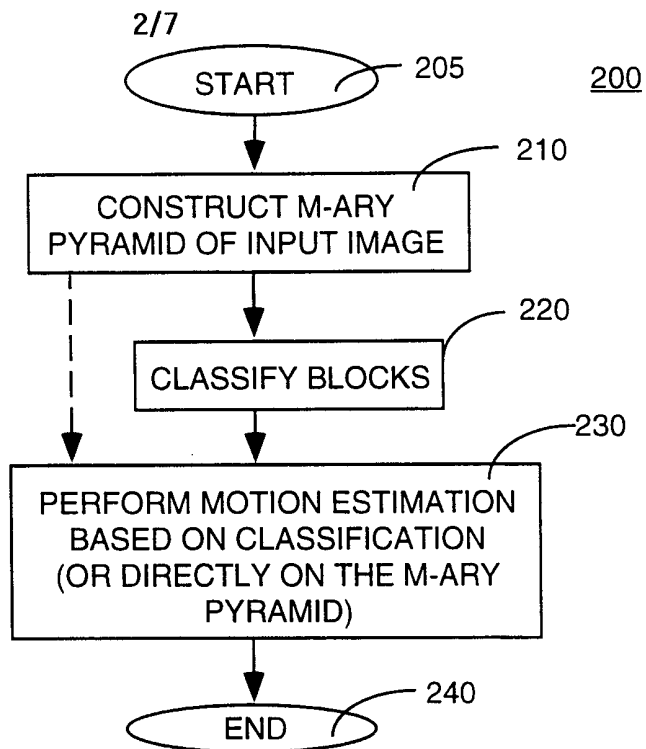 2/7
START
205
200
210
CONSTRUCT M-ARY
PYRAMID OF INPUT IMAGE
220
CLASSIFY BLOCKS
230
PERFORM MOTION ESTIMATION
BASED ON CLASSIFICATION
(OR DIRECTLY ON THE M-ARY
PYRAMID)
240
END